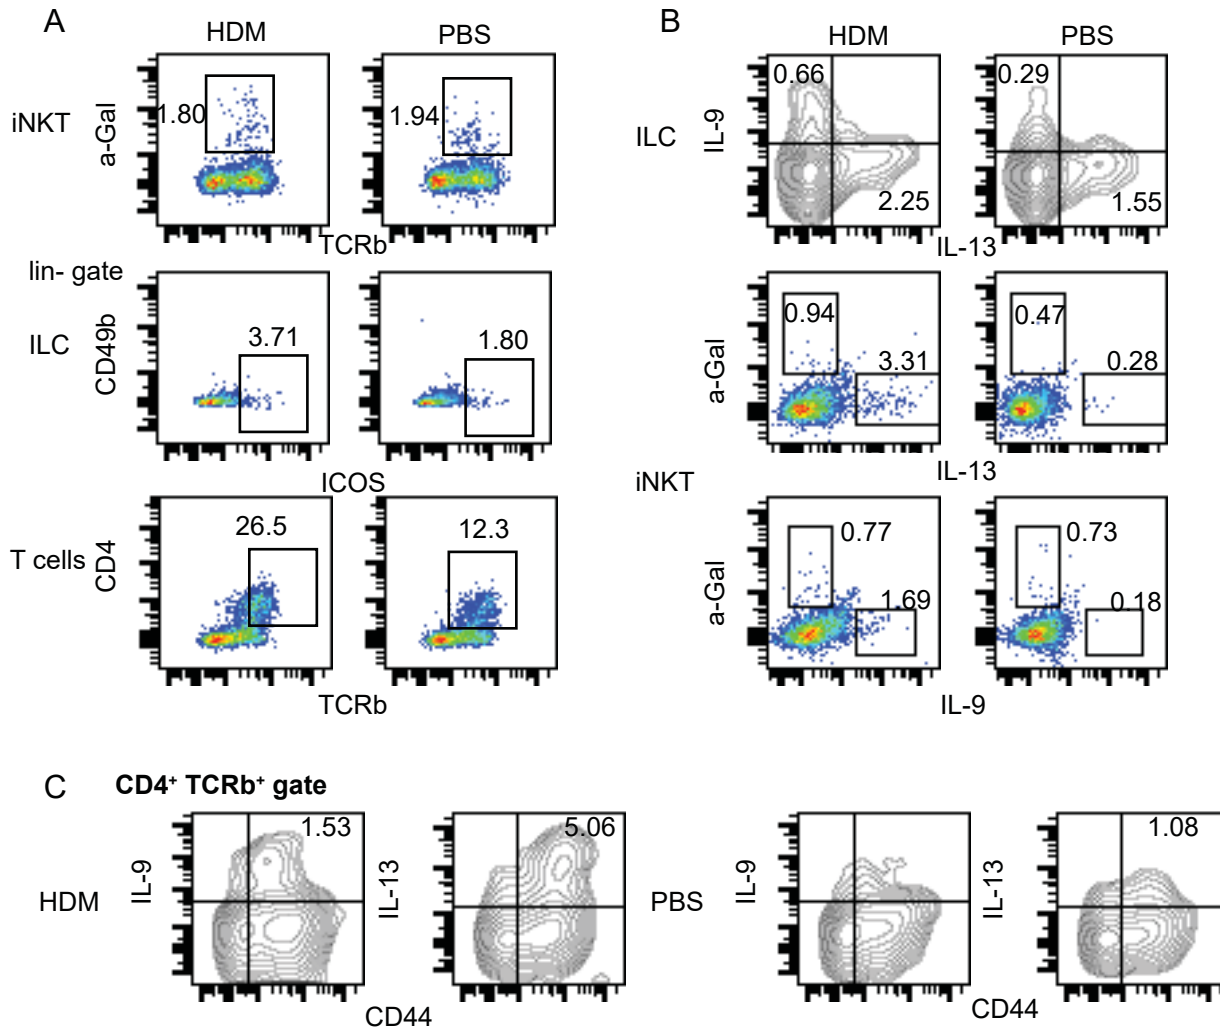 A
HDM
PBS
iNKT
a-Gal
1.80
1.94
TCRb
lin- gate
ILC
CD49b
3.71
1.80
ICOS
T cells
CD4
26.5
12.3
TCRb
B
HDM
PBS
ILC
IL-9
0.66
2.25
0.29
1.55
IL-13
iNKT
a-Gal
0.94
3.31
0.47
0.28
IL-13
a-Gal
0.77
1.69
0.73
0.18
IL-9
C
CD4⁺ TCRb⁺ gate
HDM
IL-9
1.53
IL-13
5.06
CD44
PBS
IL-9
IL-13
1.08
CD44